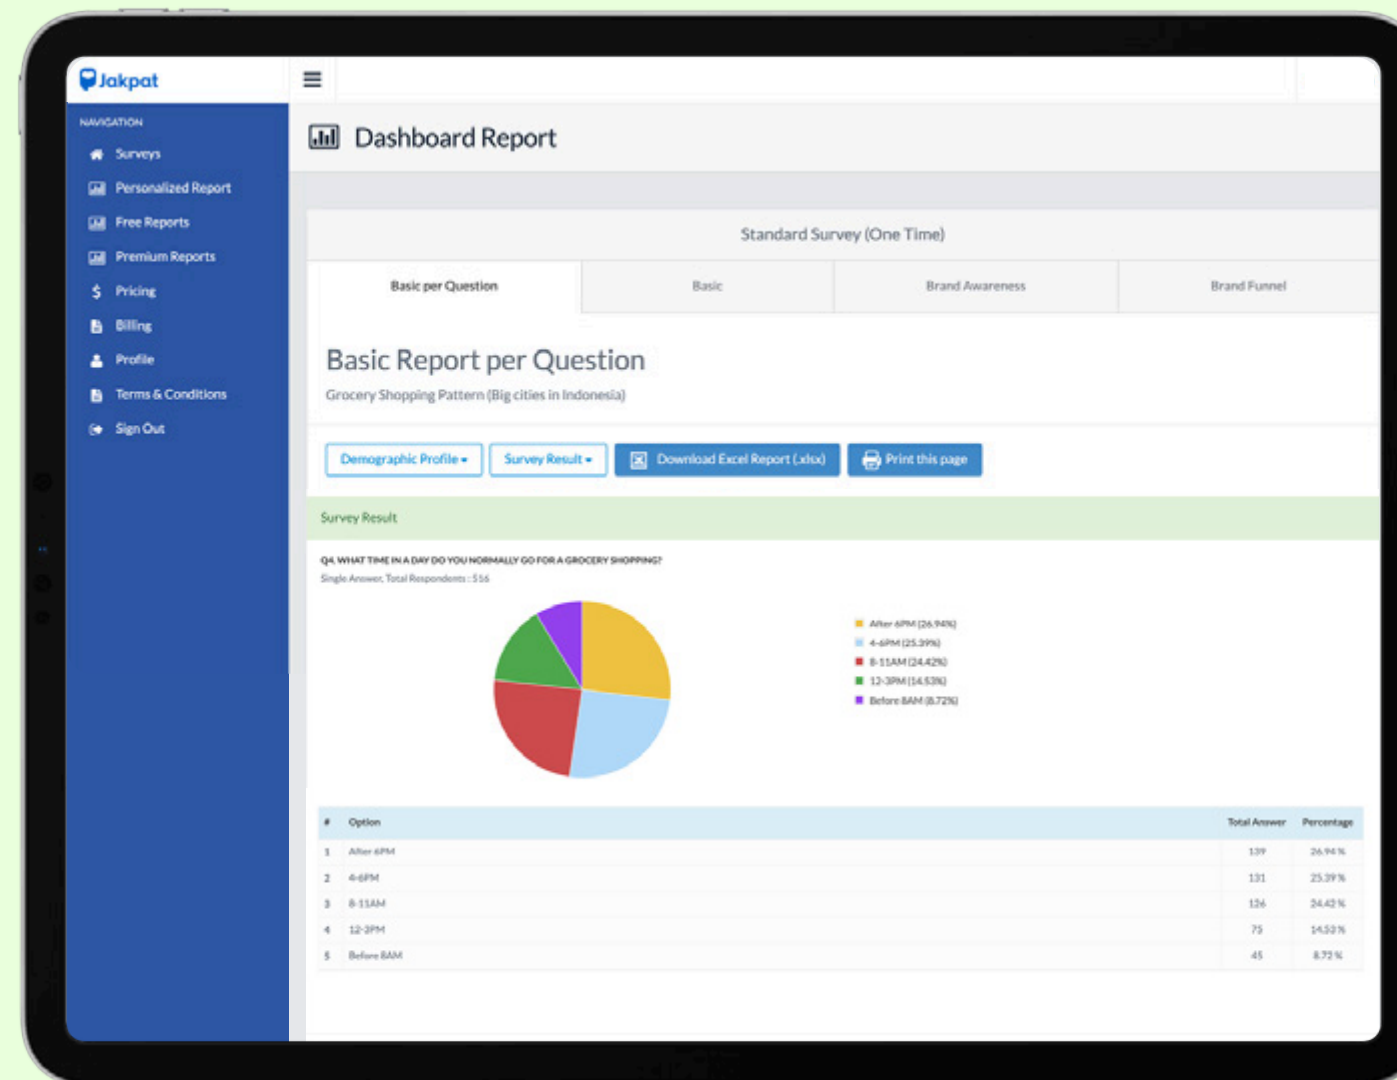 Jakpat
NAVIGATION
Surveys
Personalized Report
Free Reports
Premium Reports
Pricing
Billing
Profile
Terms & Conditions
Sign Out
Dashboard Report
Standard Survey (One Time)
Basic per Question
Basic
Brand Awareness
Brand Funnel
Basic Report per Question
Grocery Shopping Pattern (Big cities in Indonesia)
Demographic Profile
Survey Result
Download Excel Report (.xlsx)
Print this page
Survey Result
Q4. WHAT TIME IN A DAY DO YOU NORMALLY GO FOR A GROCERY SHOPPING?
Single Answer, Total Respondents : 516
After 6PM (26.94%)
4-6PM (25.39%)
8-11AM (24.42%)
12-3PM (14.53%)
Before 8AM (8.72%)
# Option Total Answer Percentage
1 After 6PM 139 26.94 %
2 4-6PM 131 25.39 %
3 8-11AM 126 24.42 %
4 12-3PM 75 14.53 %
5 Before 8AM 45 8.72 %